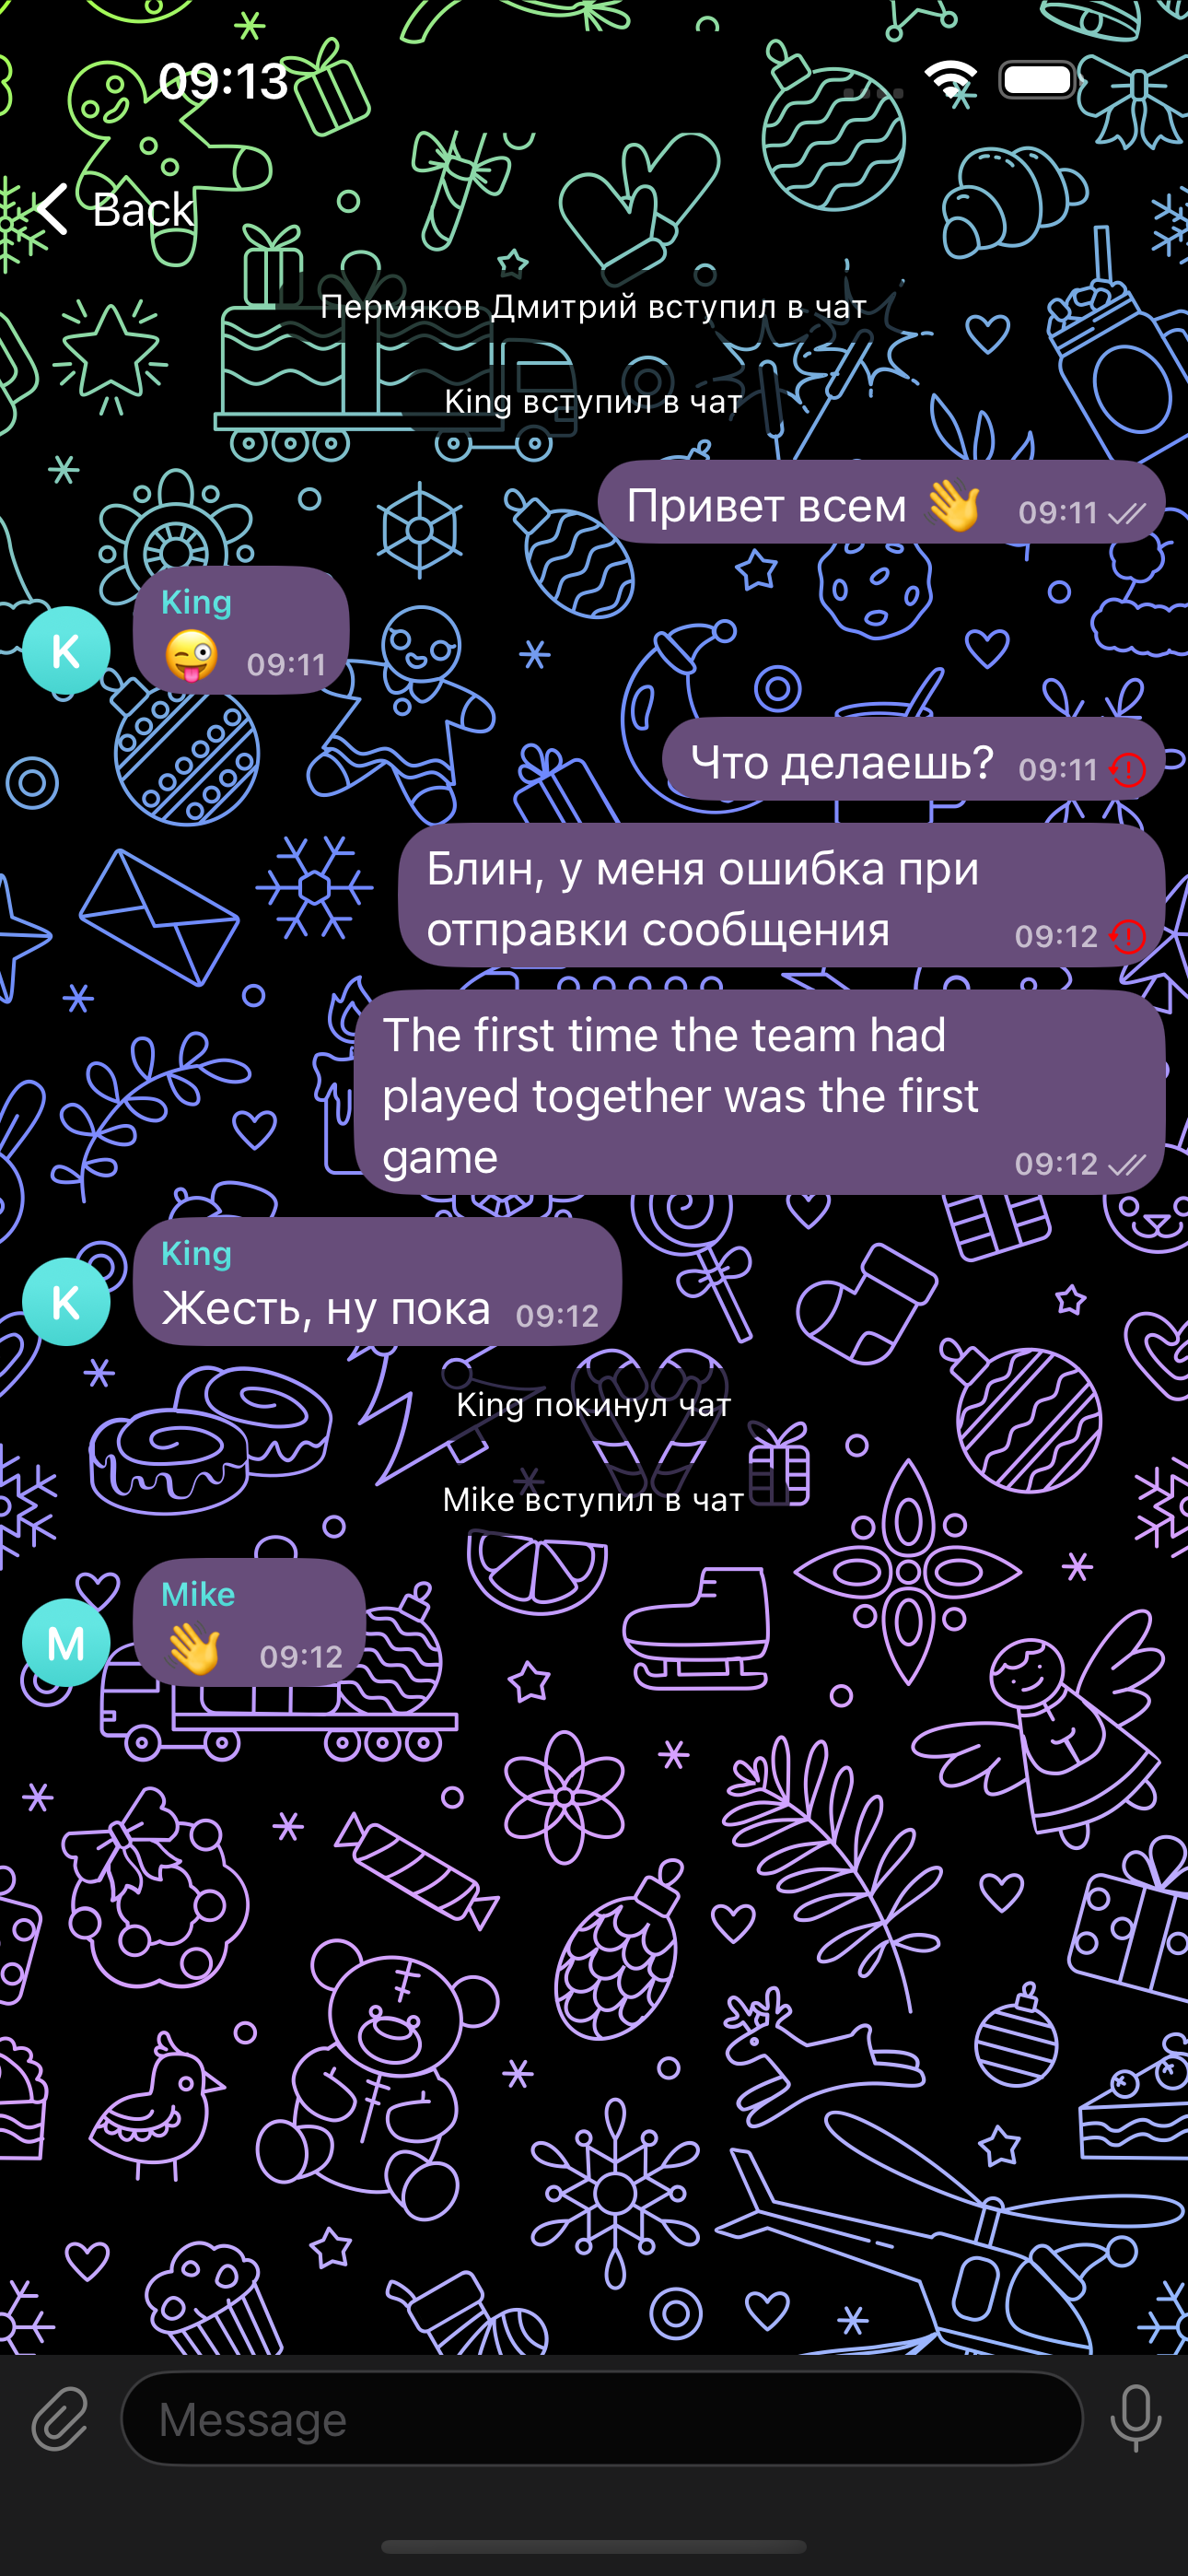 09:13
Back
Пермяков Дмитрий вступил в чат
King вступил в чат
Привет всем 👋 09:11
King
K
😜 09:11
Что делаешь? 09:11
Блин, у меня ошибка при
отправки сообщения 09:12
The first time the team had
played together was the first
game 09:12
King
K
Жесть, ну пока 09:12
King покинул чат
Mike вступил в чат
Mike
M
👋 09:12
Message